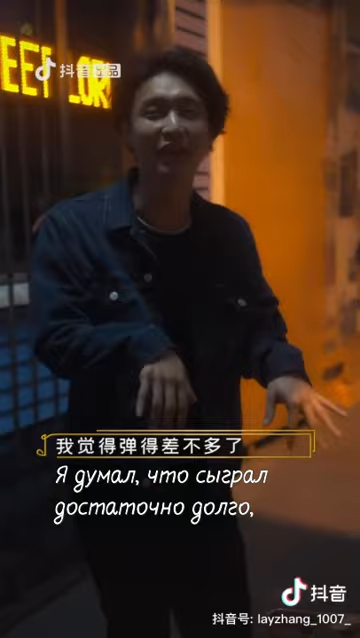 EET
抖音
我觉得弹得差不多了
Я думал, что сыграл
достаточно долго,
抖音
抖音号: layzhang_1007_